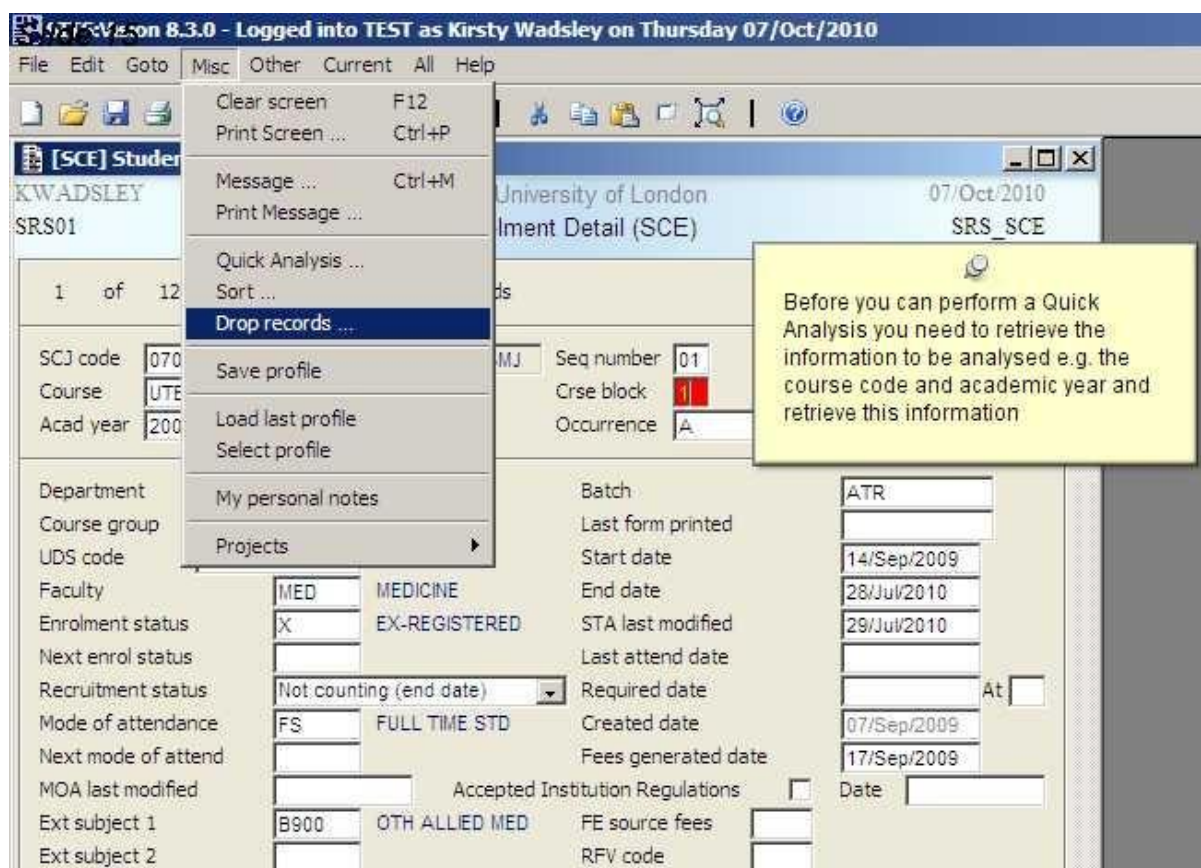 Slide 15
Vision 8.3.0 - Logged into TEST as Kirsty Wadsley on Thursday 07/Oct/2010
File Edit Goto Misc Other Current All Help
Clear screen F12
Print Screen ... Ctrl+P
Message ... Ctrl+M
Print Message ...
Quick Analysis ...
Sort ...
Drop records ...
Save profile
Load last profile
Select profile
My personal notes
Projects
[SCE] Studen
KWADSLEY University of London 07/Oct/2010
SRS01 lment Detail (SCE) SRS_SCE
1 of 12 ds
Before you can perform a Quick
Analysis you need to retrieve the
information to be analysed e.g. the
course code and academic year and
retrieve this information
SCJ code 070 SMJ Seq number 01
Course UTB Crse block 1
Acad year 200 Occurrence A
Department Batch ATR
Course group Last form printed
UDS code Start date 14/Sep/2009
Faculty MED MEDICINE End date 28/Jul/2010
Enrolment status X EX-REGISTERED STA last modified 29/Jul/2010
Next enrol status Last attend date
Recruitment status Not counting (end date) Required date At
Mode of attendance FS FULL TIME STD Created date 07/Sep/2009
Next mode of attend Fees generated date 17/Sep/2009
MOA last modified Accepted Institution Regulations Date
Ext subject 1 B900 OTH ALLIED MED FE source fees
Ext subject 2 RFV code